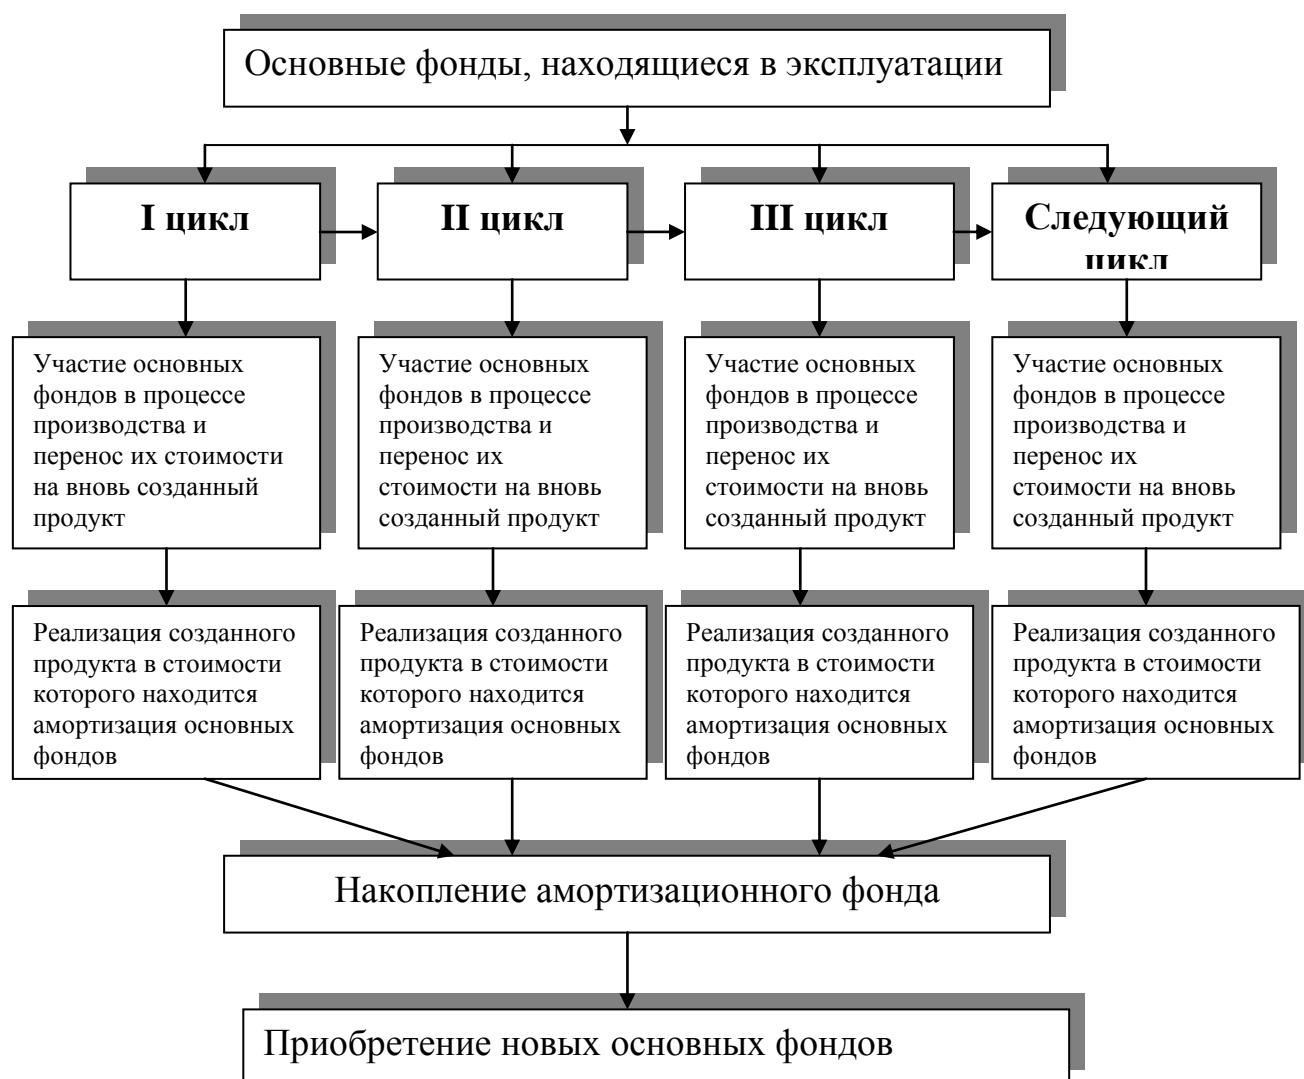 Основные фонды, находящиеся в эксплуатации
I цикл
II цикл
III цикл
Следующий
цикл
Участие основных
фондов в процессе
производства и
перенос их стоимости
на вновь созданный
продукт
Участие основных
фондов в процессе
производства и
перенос их
стоимости на вновь
созданный продукт
Участие основных
фондов в процессе
производства и
перенос их
стоимости на вновь
созданный продукт
Участие основных
фондов в процессе
производства и
перенос их
стоимости на вновь
созданный продукт
Реализация созданного
продукта в стоимости
которого находится
амортизация основных
фондов
Реализация созданного
продукта в стоимости
которого находится
амортизация основных
фондов
Реализация созданного
продукта в стоимости
которого находится
амортизация основных
фондов
Реализация созданного
продукта в стоимости
которого находится
амортизация основных
фондов
Накопление амортизационного фонда
Приобретение новых основных фондов